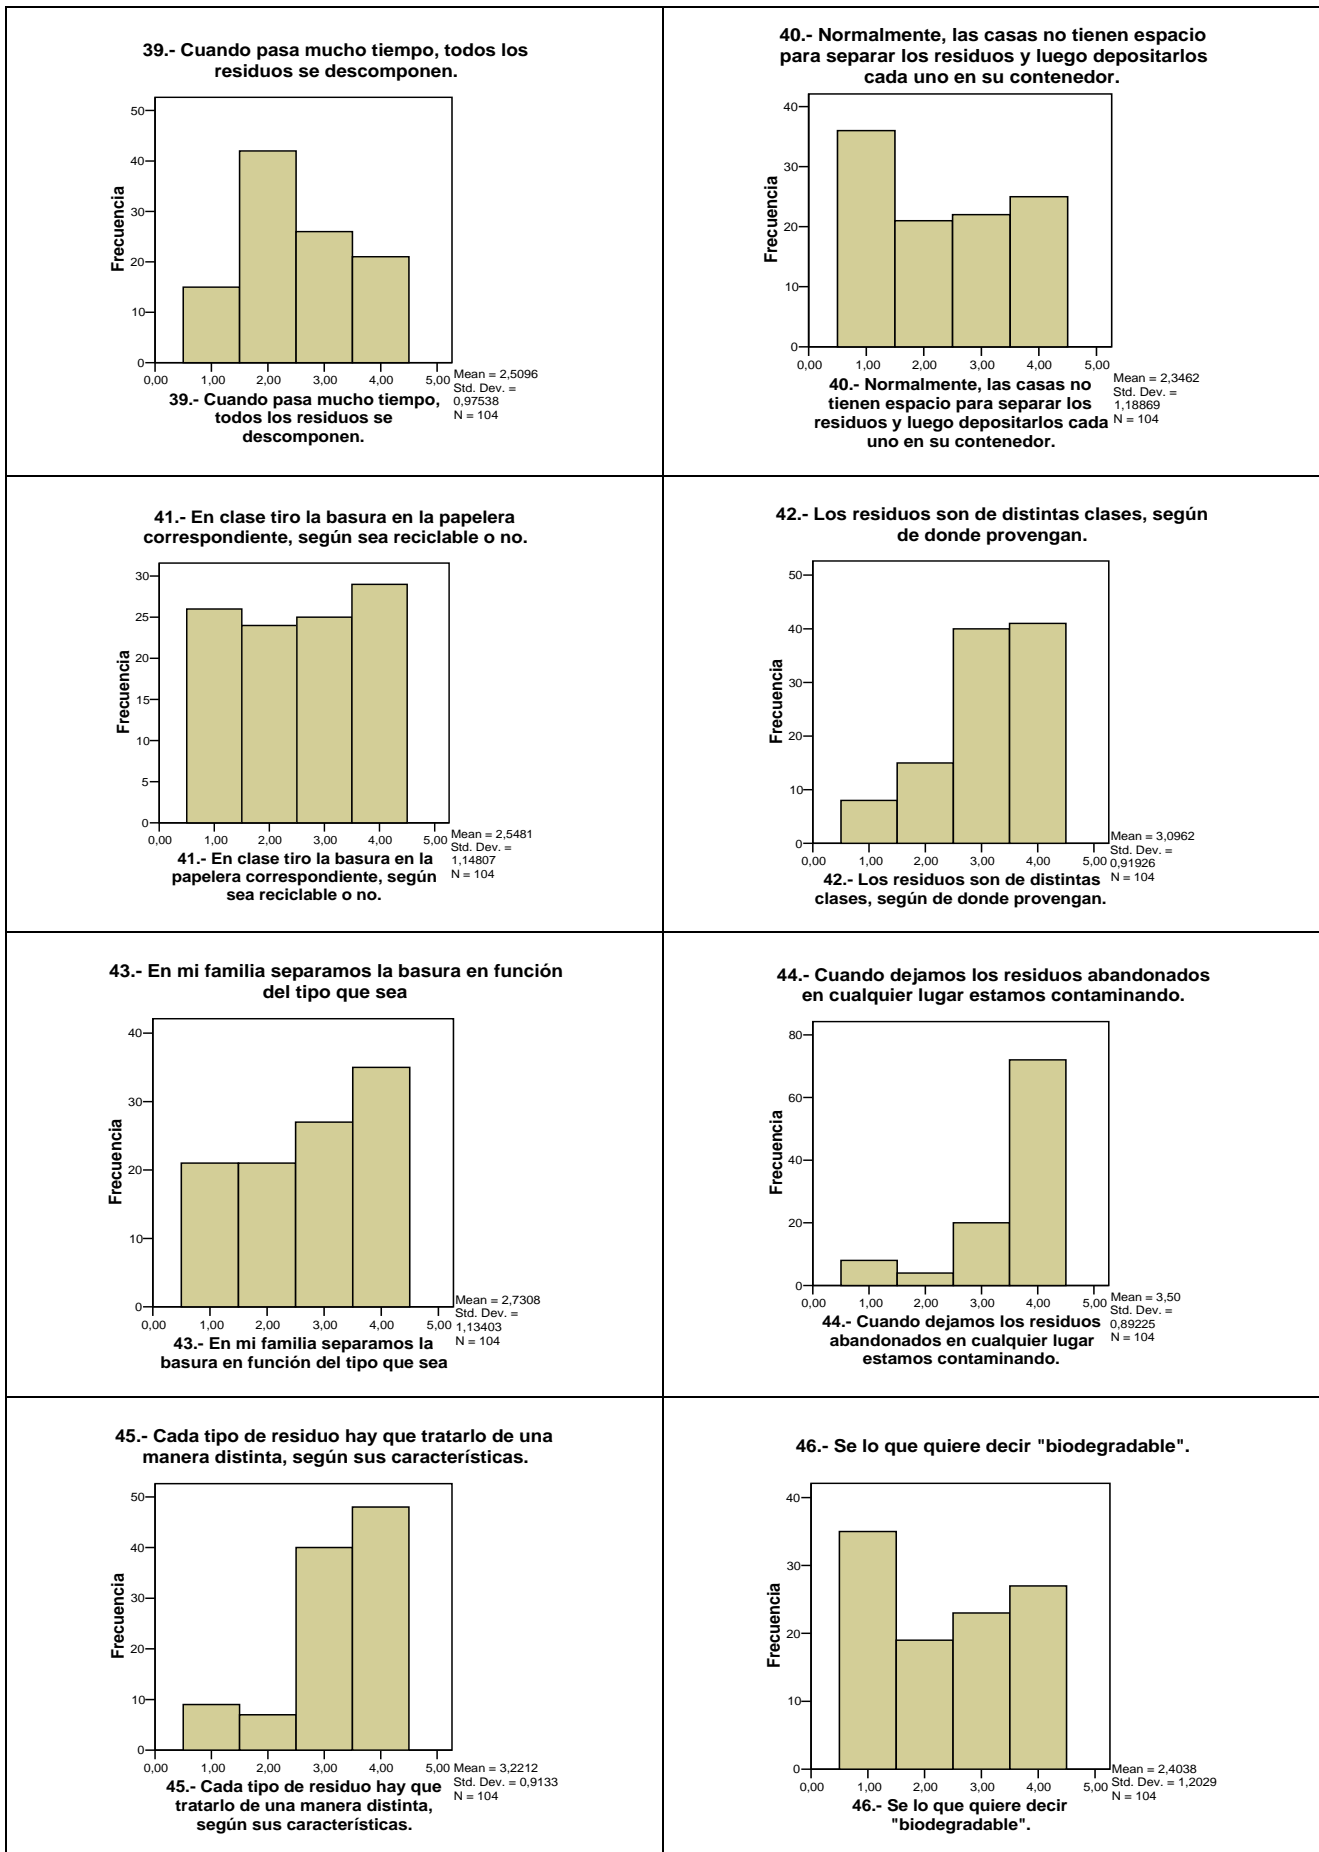 39.- Cuando pasa mucho tiempo, todos los
residuos se descomponen.
50
40
30
20
10
0
Frecuencia
0,00 1,00 2,00 3,00 4,00 5,00
39.- Cuando pasa mucho tiempo,
todos los residuos se
descomponen.
Mean = 2,5096
Std. Dev. =
0,97538
N = 104
40.- Normalmente, las casas no tienen espacio
para separar los residuos y luego depositarlos
cada uno en su contenedor.
40
30
20
10
0
Frecuencia
0,00 1,00 2,00 3,00 4,00 5,00
40.- Normalmente, las casas no
tienen espacio para separar los
residuos y luego depositarlos cada
uno en su contenedor.
Mean = 2,3462
Std. Dev. =
1,18869
N = 104
41.- En clase tiro la basura en la papelera
correspondiente, según sea reciclable o no.
30
25
20
15
10
5
0
Frecuencia
0,00 1,00 2,00 3,00 4,00 5,00
41.- En clase tiro la basura en la
papelera correspondiente, según
sea reciclable o no.
Mean = 2,5481
Std. Dev. =
1,14807
N = 104
42.- Los residuos son de distintas clases, según
de donde provengan.
50
40
30
20
10
0
Frecuencia
0,00 1,00 2,00 3,00 4,00 5,00
42.- Los residuos son de distintas
clases, según de donde provengan.
Mean = 3,0962
Std. Dev. =
0,91926
N = 104
43.- En mi familia separamos la basura en función
del tipo que sea
40
30
20
10
0
Frecuencia
0,00 1,00 2,00 3,00 4,00 5,00
43.- En mi familia separamos la
basura en función del tipo que sea
Mean = 2,7308
Std. Dev. =
1,13403
N = 104
44.- Cuando dejamos los residuos abandonados
en cualquier lugar estamos contaminando.
80
60
40
20
0
Frecuencia
0,00 1,00 2,00 3,00 4,00 5,00
44.- Cuando dejamos los residuos
abandonados en cualquier lugar
estamos contaminando.
Mean = 3,50
Std. Dev. =
0,89225
N = 104
45.- Cada tipo de residuo hay que tratarlo de una
manera distinta, según sus características.
50
40
30
20
10
0
Frecuencia
0,00 1,00 2,00 3,00 4,00 5,00
45.- Cada tipo de residuo hay que
tratarlo de una manera distinta,
según sus características.
Mean = 3,2212
Std. Dev. = 0,9133
N = 104
46.- Se lo que quiere decir "biodegradable".
40
30
20
10
0
Frecuencia
0,00 1,00 2,00 3,00 4,00 5,00
46.- Se lo que quiere decir
"biodegradable".
Mean = 2,4038
Std. Dev. = 1,2029
N = 104